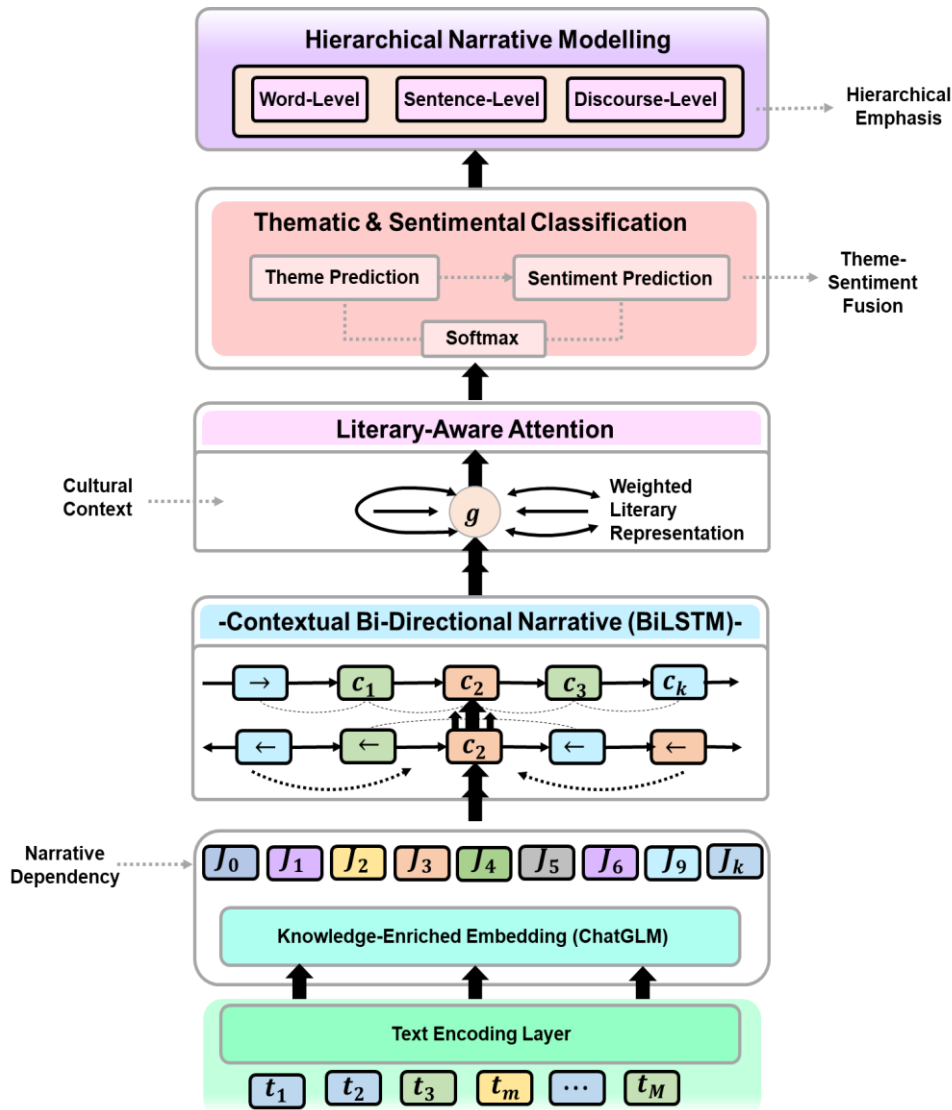 Hierarchical Narrative Modelling
Word-Level
Sentence-Level
Discourse-Level
Hierarchical
Emphasis
Thematic & Sentimental Classification
Theme Prediction
Sentiment Prediction
Softmax
Theme-
Sentiment
Fusion
Literary-Aware Attention
Cultural
Context
g
Weighted
Literary
Representation
-Contextual Bi-Directional Narrative (BiLSTM)-
→ c₁ c₂ c₃ cₖ
← ← c₂ ← ←
Narrative
Dependency
J₀ J₁ J₂ J₃ J₄ J₅ J₆ J₉ Jₖ
Knowledge-Enriched Embedding (ChatGLM)
Text Encoding Layer
t₁ t₂ t₃ tₘ ⋯ t_M